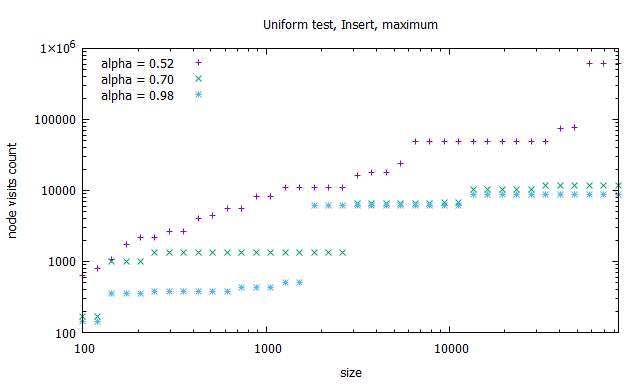 Uniform test, Insert, maximum
1×10⁶
100000
10000
1000
100
node visits count
alpha = 0.52
alpha = 0.70
alpha = 0.98
100
1000
10000
size